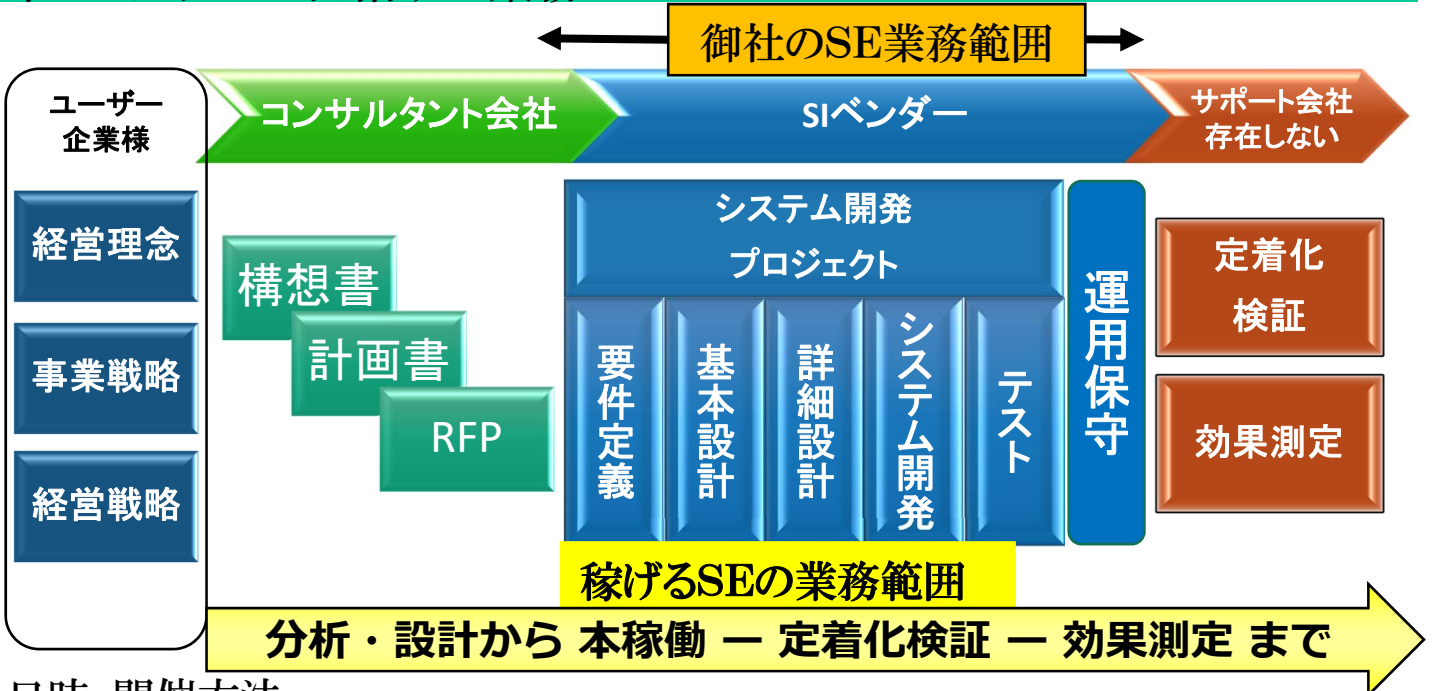 御社のSE業務範囲
ユーザー
企業様
コンサルタント会社
SIベンダー
サポート会社
存在しない
経営理念
事業戦略
経営戦略
構想書
計画書
RFP
システム開発
プロジェクト
要件定義
基本設計
詳細設計
システム開発
テスト
運用保守
定着化
検証
効果測定
稼げるSEの業務範囲
分析・設計から 本稼働 ー 定着化検証 ー 効果測定 まで